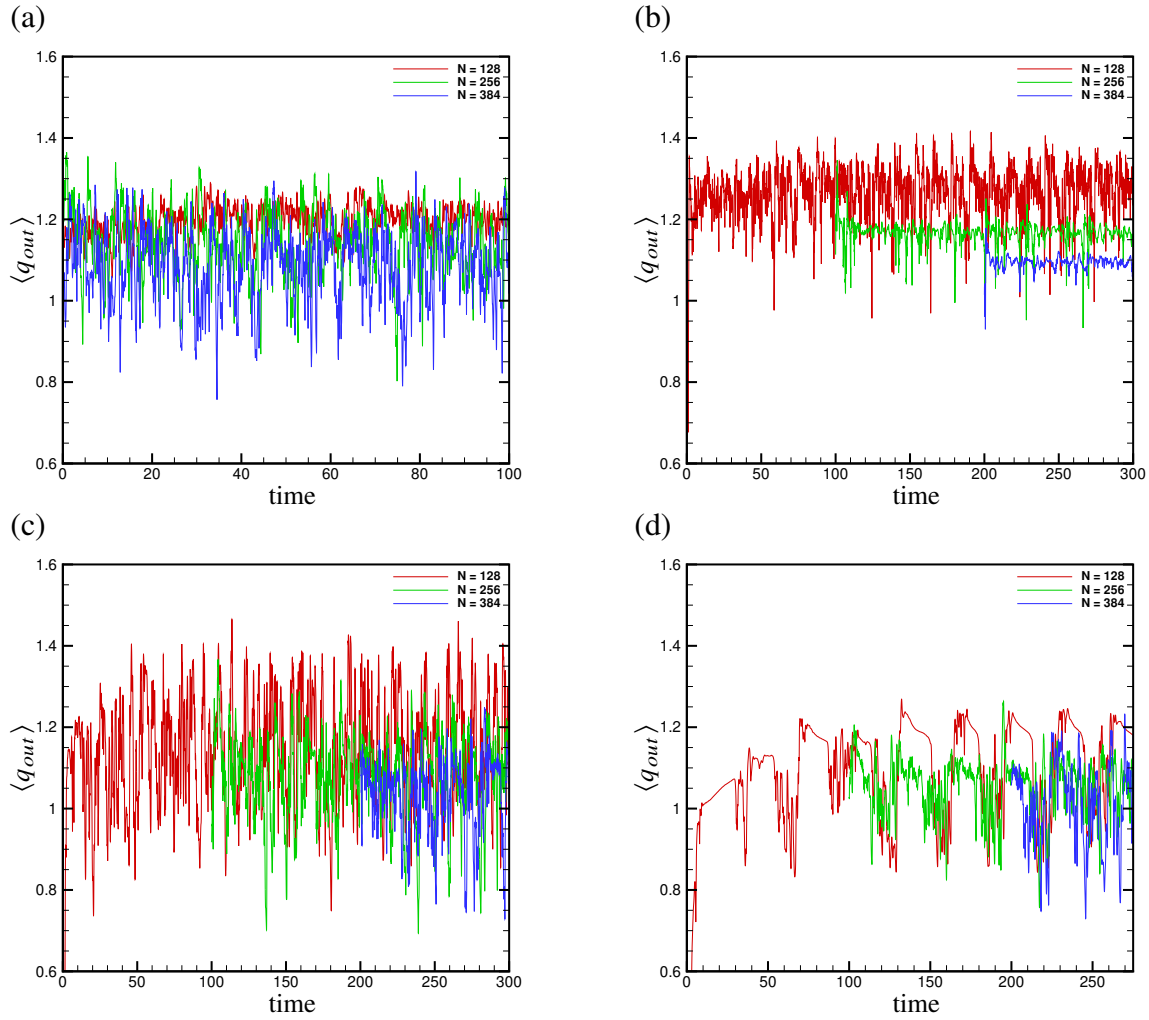 (a)
⟨q_out⟩
1.6
1.4
1.2
1
0.8
0.6
N = 128
N = 256
N = 384
0 20 40 60 80 100
time
(b)
⟨q_out⟩
1.6
1.4
1.2
1
0.8
0.6
N = 128
N = 256
N = 384
0 50 100 150 200 250 300
time
(c)
⟨q_out⟩
1.6
1.4
1.2
1
0.8
0.6
N = 128
N = 256
N = 384
0 50 100 150 200 250 300
time
(d)
⟨q_out⟩
1.6
1.4
1.2
1
0.8
0.6
N = 128
N = 256
N = 384
0 50 100 150 200 250
time